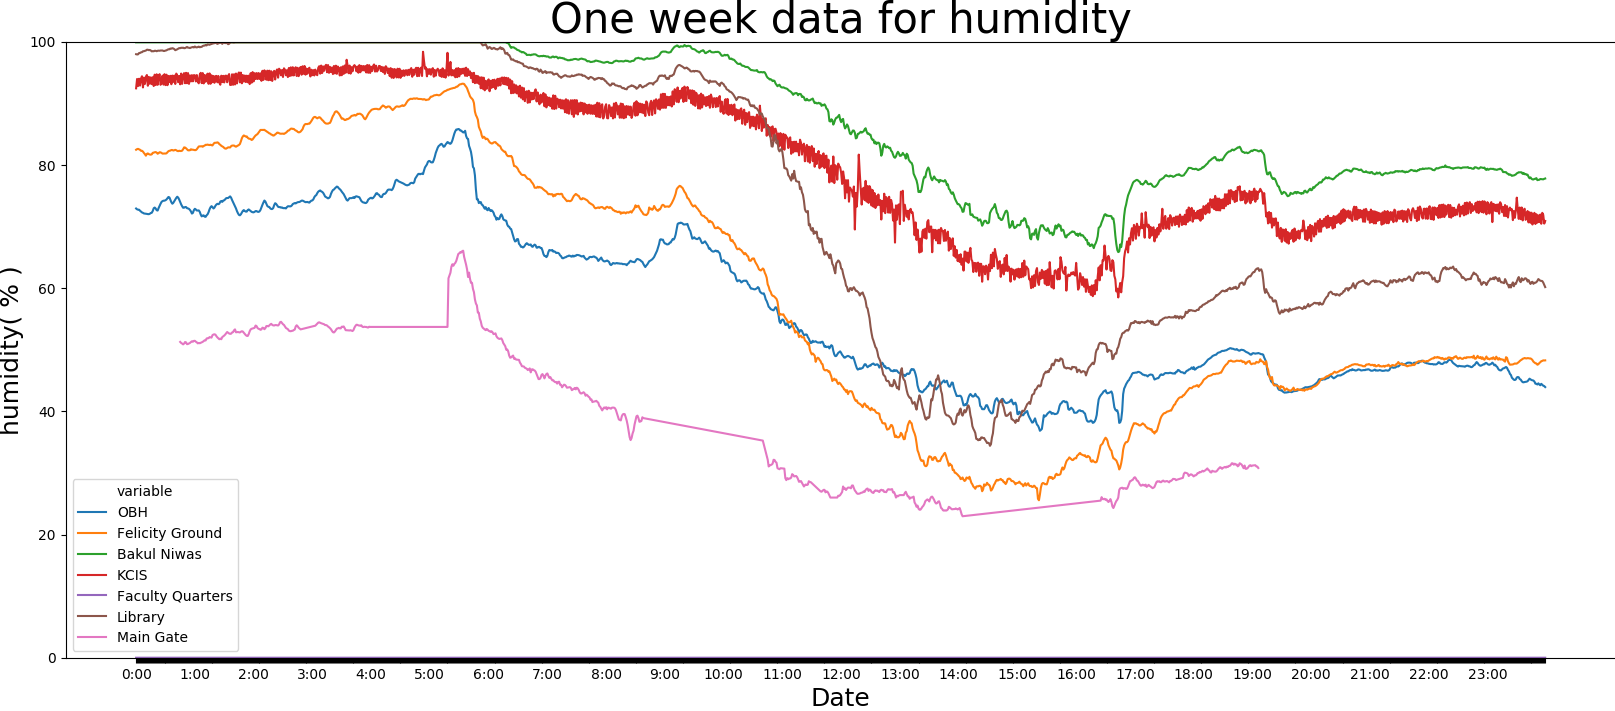 One week data for humidity
humidity( % )
100
80
60
40
20
0
variable
OBH
Felicity Ground
Bakul Niwas
KCIS
Faculty Quarters
Library
Main Gate
0:00 1:00 2:00 3:00 4:00 5:00 6:00 7:00 8:00 9:00 10:00 11:00 12:00 13:00 14:00 15:00 16:00 17:00 18:00 19:00 20:00 21:00 22:00 23:00
Date